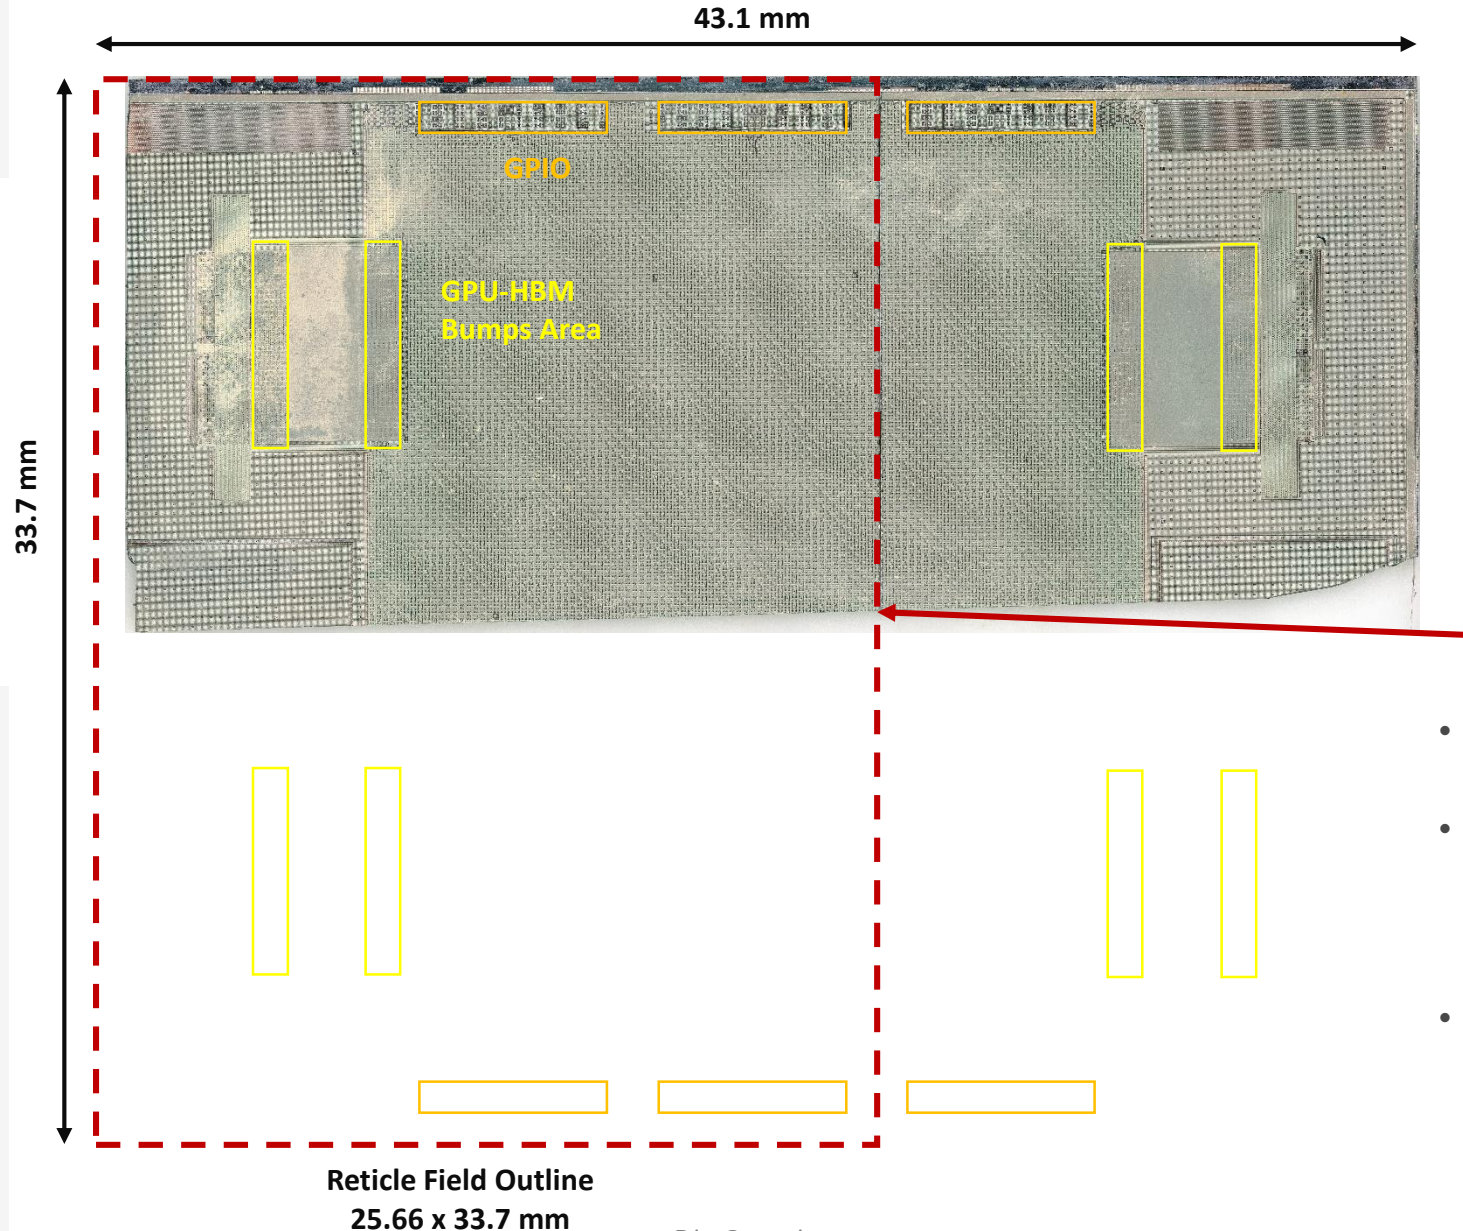 43.1 mm
GPIO
GPU-HBM
Bumps Area
33.7 mm
Reticle Field Outline
25.66 x 33.7 mm